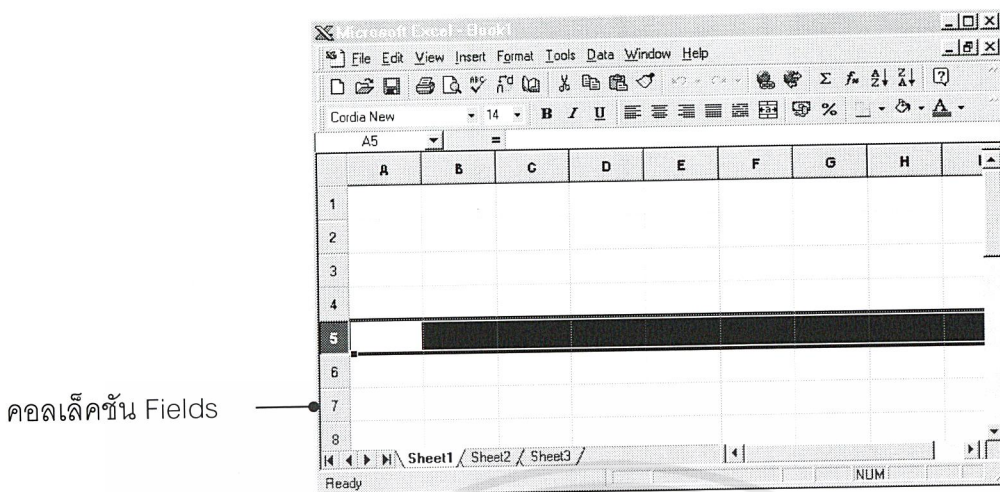 Microsoft Excel - Book1
File Edit View Insert Format Tools Data Window Help
Cordia New 14 B I U %
A5 =
A B C D E F G H I
1
2
3
4
5
6
7
8
คอลเล็คชัน Fields
Sheet1 Sheet2 Sheet3
Ready NUM